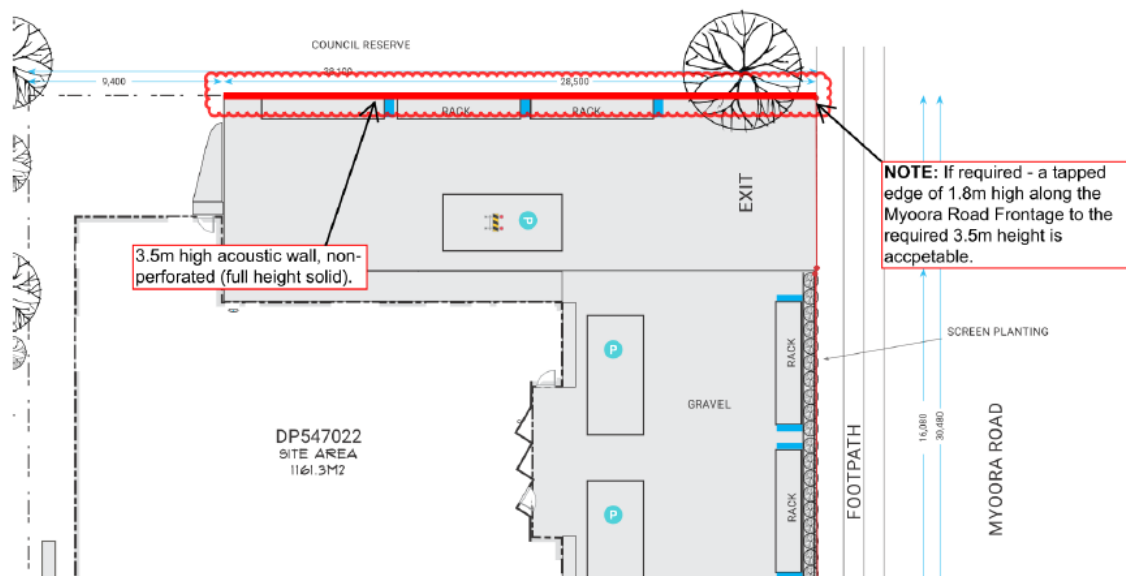 COUNCIL RESERVE
38,100
9,400
28,500
RACK
RACK
EXIT
NOTE: If required - a tapped
edge of 1.8m high along the
Myoora Road Frontage to the
required 3.5m height is
accpetable.
P
3.5m high acoustic wall, non-
perforated (full height solid).
SCREEN PLANTING
P
RACK
GRAVEL
16,080
30,480
DP547022
SITE AREA
1161.3M2
FOOTPATH
MYOORA ROAD
RACK
P